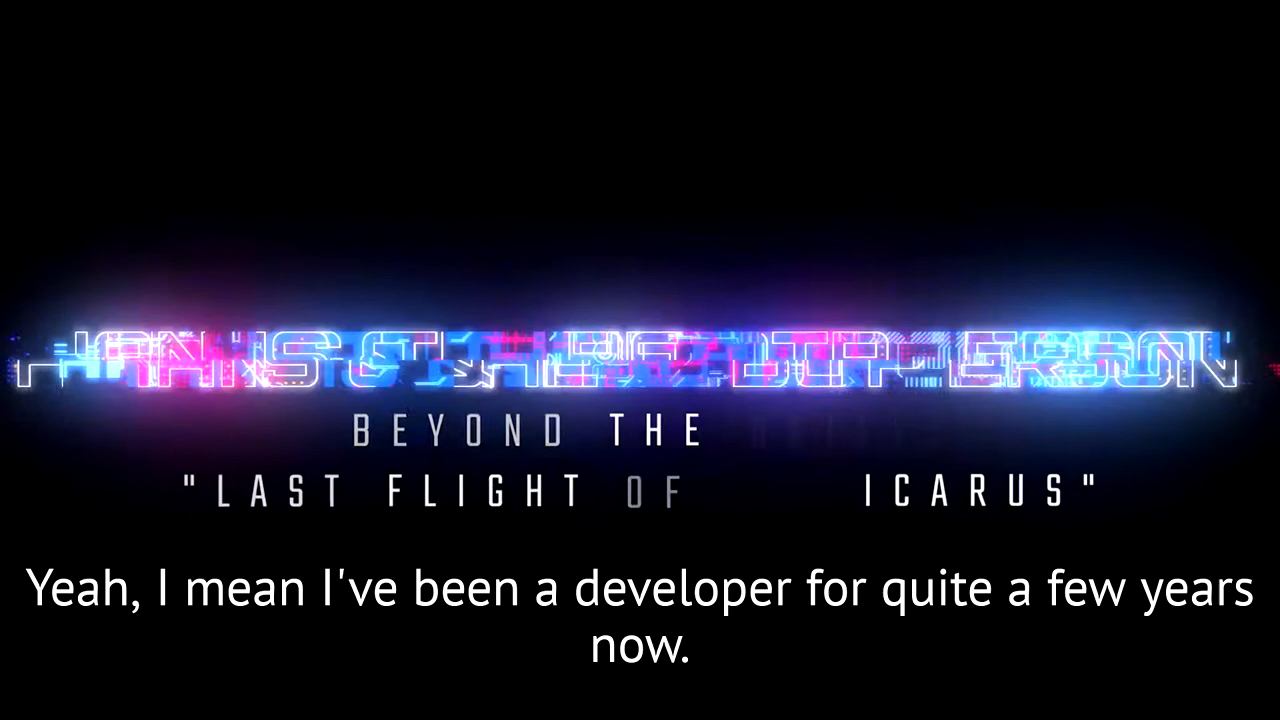 BEYOND THE
"LAST FLIGHT OF ICARUS"
Yeah, I mean I've been a developer for quite a few years
now.